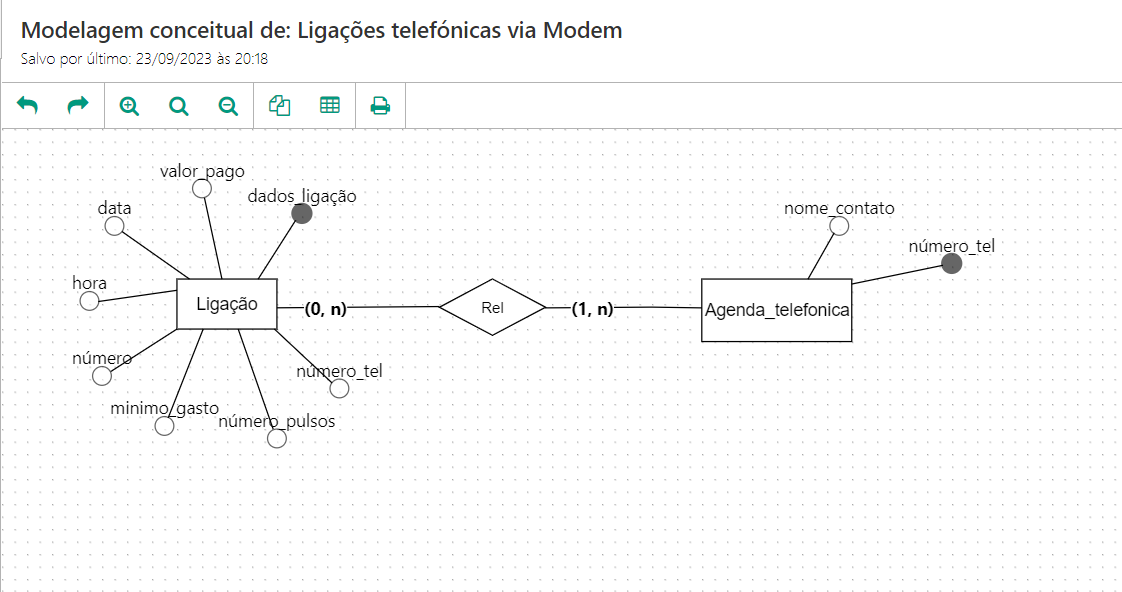 Modelagem conceitual de: Ligações telefónicas via Modem
Salvo por último: 23/09/2023 às 20:18
valor_pago
dados_ligação
data
nome_contato
número_tel
hora
Ligação
(0, n)
Rel
(1, n)
Agenda_telefonica
número
número_tel
minimo_gasto
número_pulsos